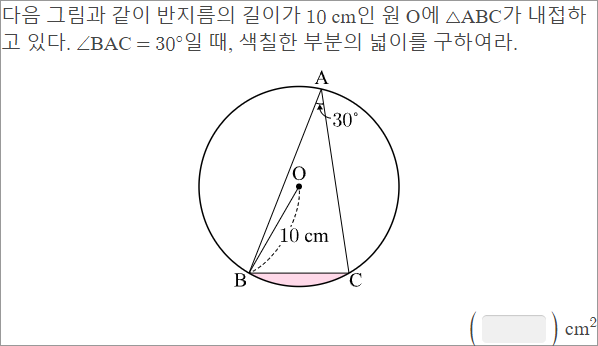 다음 그림과 같이 반지름의 길이가 10 cm인 원 O에 △ABC가 내접하
고 있다. ∠BAC = 30°일 때, 색칠한 부분의 넓이를 구하여라.
A
30°
O
10 cm
B
C
( ) cm²